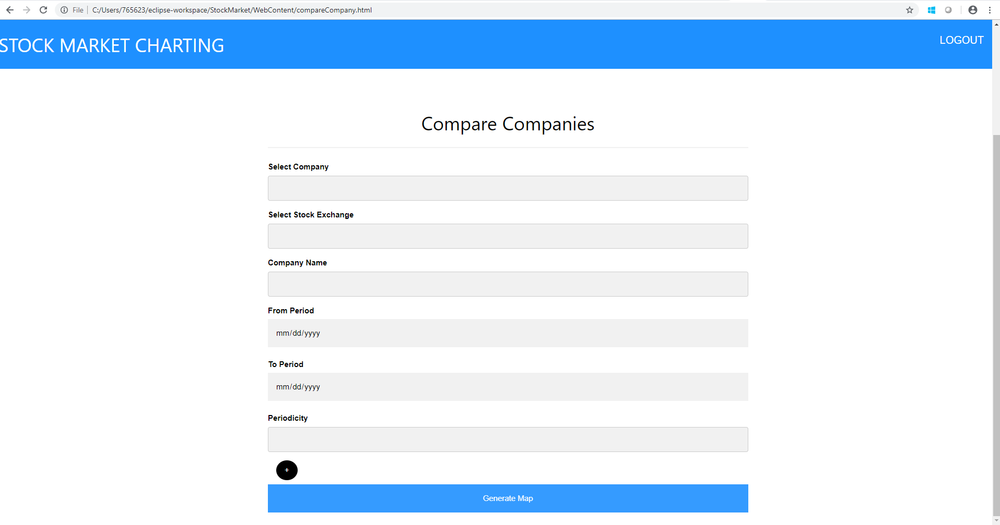 File C:/Users/765623/eclipse-workspace/StockMarket/WebContent/compareCompany.html
STOCK MARKET CHARTING
LOGOUT
Compare Companies
Select Company
Select Stock Exchange
Company Name
From Period
mm/dd/yyyy
To Period
mm/dd/yyyy
Periodicity
+
Generate Map